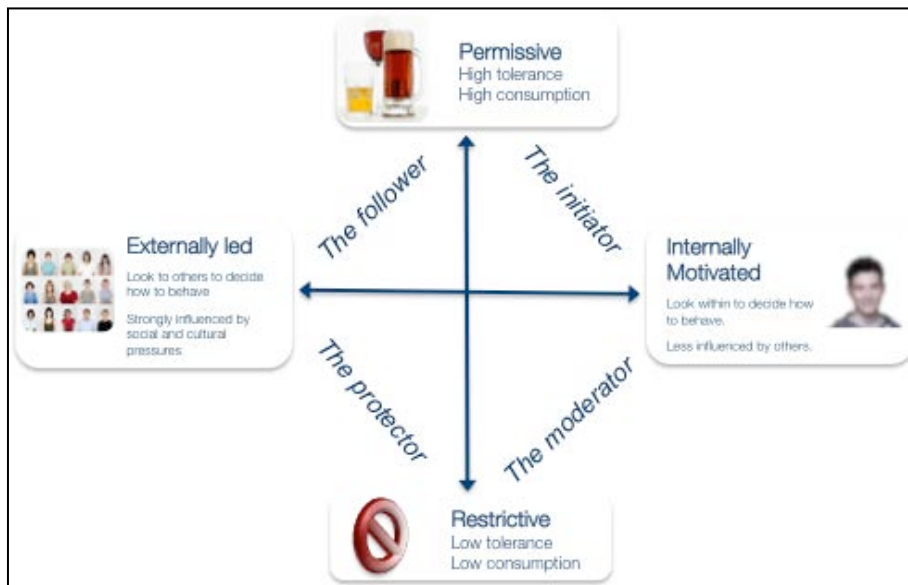 Permissive
High tolerance
High consumption
The follower
The initiator
Externally led
Look to others to decide
how to behave
Strongly influenced by
social and cultural
pressures
Internally
Motivated
Look within to decide how
to behave.
Less influenced by others.
The protector
The moderator
Restrictive
Low tolerance
Low consumption